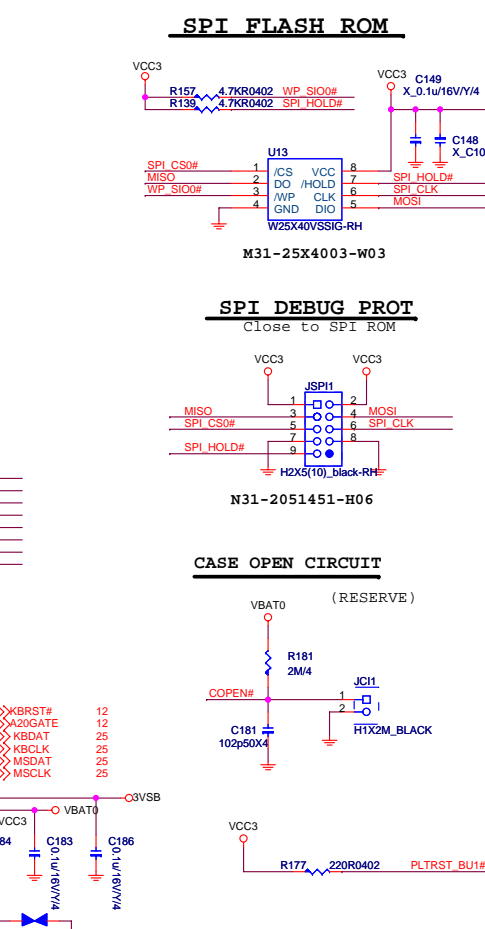 SPI FLASH ROM
VCC3
R157 4.7KR0402 WP_SIO0#
R139 4.7KR0402 SPI_HOLD#
VCC3 C149
X_0.1u/16V/Y/4
C148
X_C10
U13
SPI_CS0# 1 /CS VCC 8
MISO 2 DO /HOLD 7 SPI_HOLD#
WP_SIO0# 3 /WP CLK 6 SPI_CLK
4 GND DIO 5 MOSI
W25X40VSSIG-RH
M31-25X4003-W03
SPI DEBUG PROT
Close to SPI ROM
VCC3 VCC3
JSPI1
1 2
MISO 3 4 MOSI
SPI_CS0# 5 6 SPI_CLK
7 8
SPI_HOLD# 9
H2X5(10)_black-RH
N31-2051451-H06
CASE OPEN CIRCUIT
(RESERVE)
VBAT0
R181
2M/4
COPEN#
JCI1
1
2
H1X2M_BLACK
C181
102p50X4
KBRST# 12
A20GATE 12
KBDAT 25
KBCLK 25
MSDAT 25
MSCLK 25
3VSB
VBAT0
VCC3
84 C183 C186
0.1u/16V/Y/4 0.1u/16V/Y/4
VCC3
R177 220R0402 PLTRST_BU1#